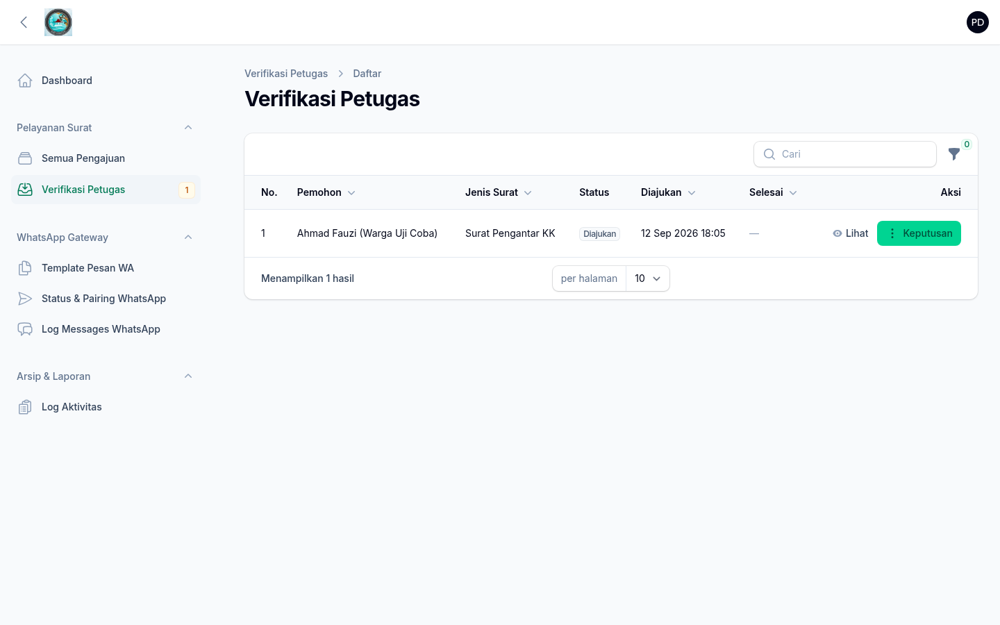 PD
Dashboard
Pelayanan Surat
Semua Pengajuan
Verifikasi Petugas 1
WhatsApp Gateway
Template Pesan WA
Status & Pairing WhatsApp
Log Messages WhatsApp
Arsip & Laporan
Log Aktivitas
Verifikasi Petugas Daftar
Verifikasi Petugas
Cari 0
No. Pemohon Jenis Surat Status Diajukan Selesai Aksi
1 Ahmad Fauzi (Warga Uji Coba) Surat Pengantar KK Diajukan 12 Sep 2026 18:05 — Lihat Keputusan
Menampilkan 1 hasil per halaman 10